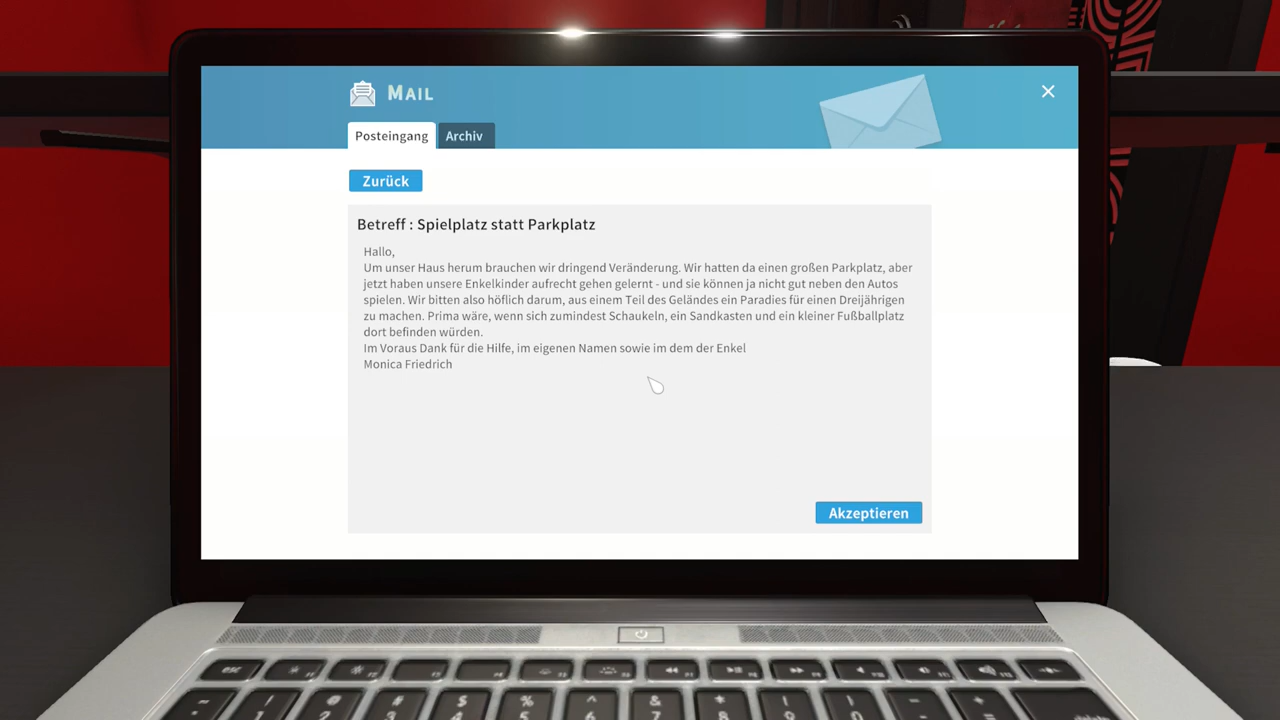 MAIL
Posteingang
Archiv
Zurück
Betreff : Spielplatz statt Parkplatz
Hallo,
Um unser Haus herum brauchen wir dringend Veränderung. Wir hatten da einen großen Parkplatz, aber
jetzt haben unsere Enkelkinder aufrecht gehen gelernt - und sie können ja nicht gut neben den Autos
spielen. Wir bitten also höflich darum, aus einem Teil des Geländes ein Paradies für einen Dreijährigen
zu machen. Prima wäre, wenn sich zumindest Schaukeln, ein Sandkasten und ein kleiner Fußballplatz
dort befinden würden.
Im Voraus Dank für die Hilfe, im eigenen Namen sowie im dem der Enkel
Monica Friedrich
Akzeptieren
esc